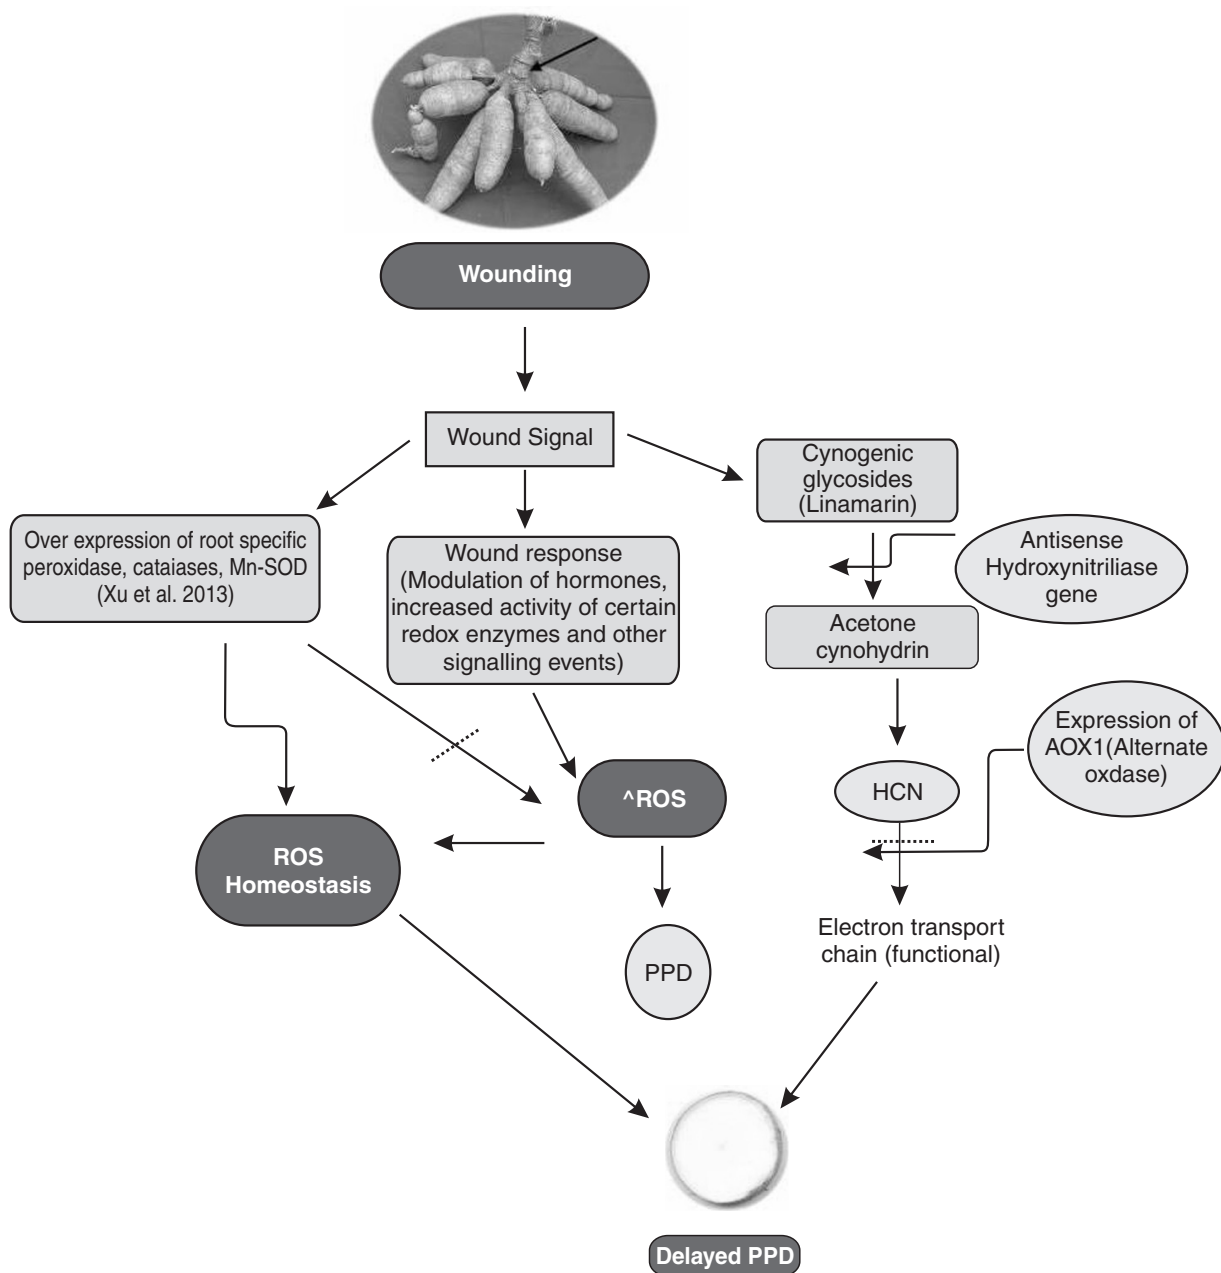 Wounding
Wound Signal
Cynogenic
glycosides
(Linamarin)
Over expression of root specific
peroxidase, cataiases, Mn-SOD
(Xu et al. 2013)
Wound response
(Modulation of hormones,
increased activity of certain
redox enzymes and other
signalling events)
Antisense
Hydroxynitriliase
gene
Acetone
cynohydrin
Expression of
AOX1(Alternate
oxdase)
^ROS
HCN
ROS
Homeostasis
PPD
Electron transport
chain (functional)
Delayed PPD